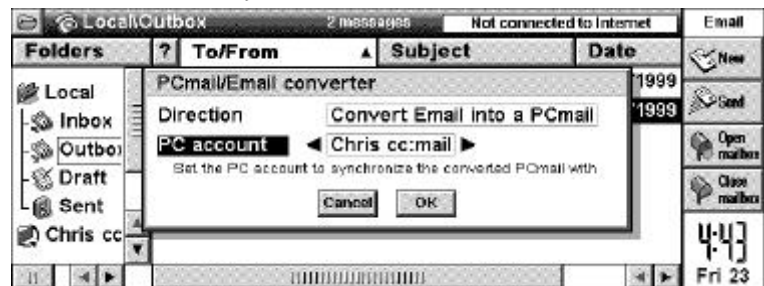 Local\Outbox 2 messages Not connected to Internet Email
Folders ? To/From Subject Date
New
Local
1999
Inbox
1999
Send
Outbo
Open mailbox
Draft
Sent
Close mailbox
Chris cc
PCmail/Email converter
Direction Convert Email into a PCmail
PC account Chris cc:mail
Set the PC account to synchronize the converted PCmail with
Cancel OK
4:43
Fri 23